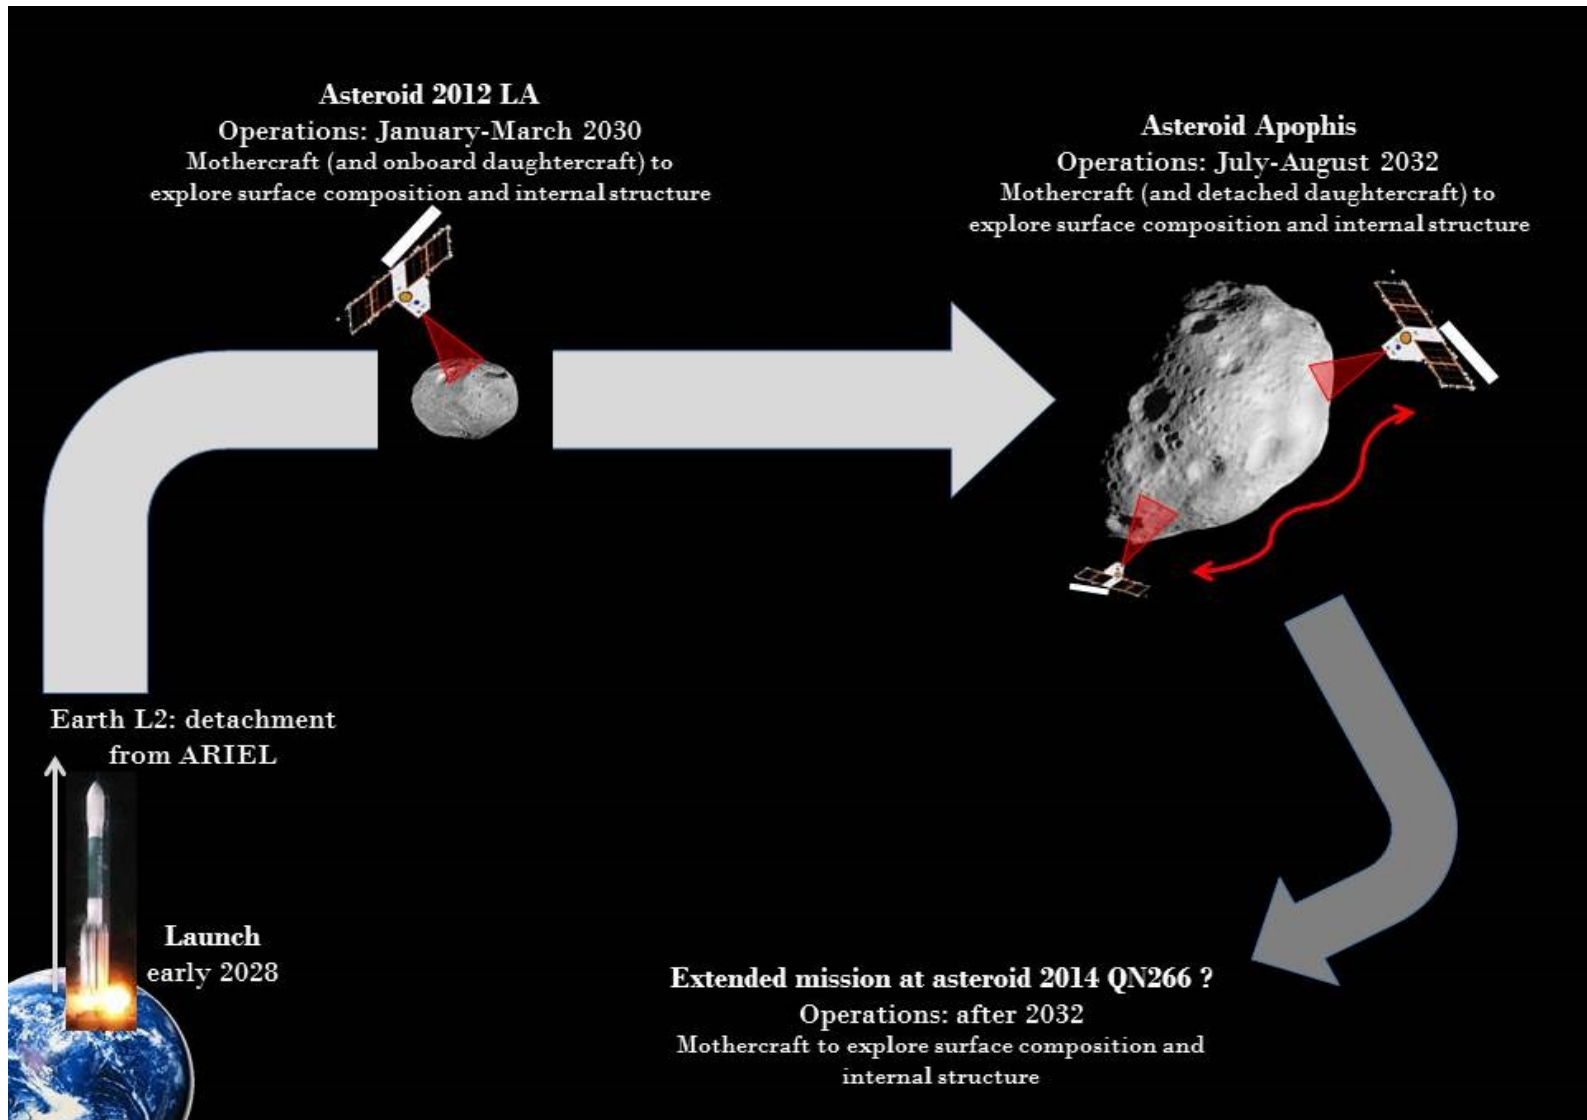 Asteroid 2012 LA
Operations: January-March 2030
Mothercraft (and onboard daughtercraft) to
explore surface composition and internal structure
Asteroid Apophis
Operations: July-August 2032
Mothercraft (and detached daughtercraft) to
explore surface composition and internal structure
Earth L2: detachment
from ARIEL
Launch
early 2028
Extended mission at asteroid 2014 QN266 ?
Operations: after 2032
Mothercraft to explore surface composition and
internal structure